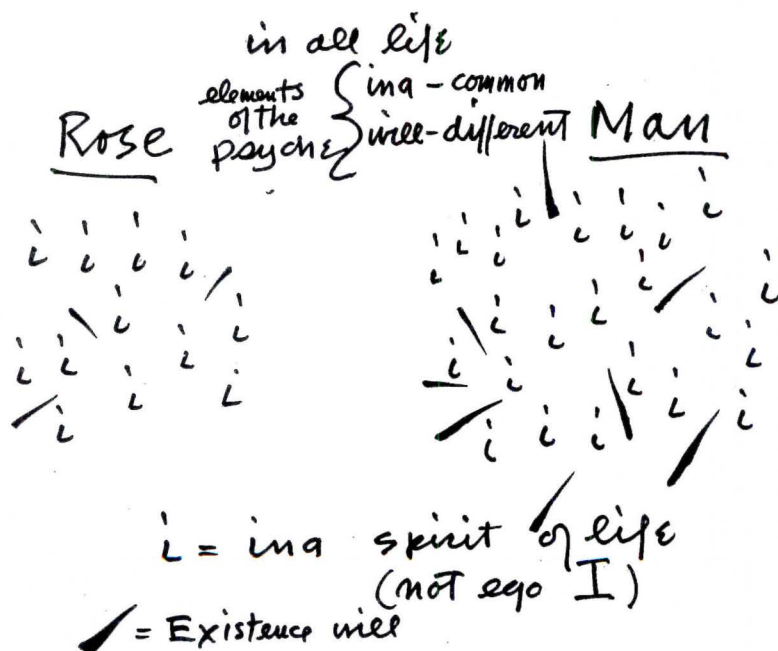 in all life
elements of the psyche { ina - common
will - different
Rose
Man
i i i i
i i
i i i
i i i
i
i i i i i i
i i i i
i i i i
i i i
i i i
i i i i
i = ina spirit of life
(not ego I)
= Existence will